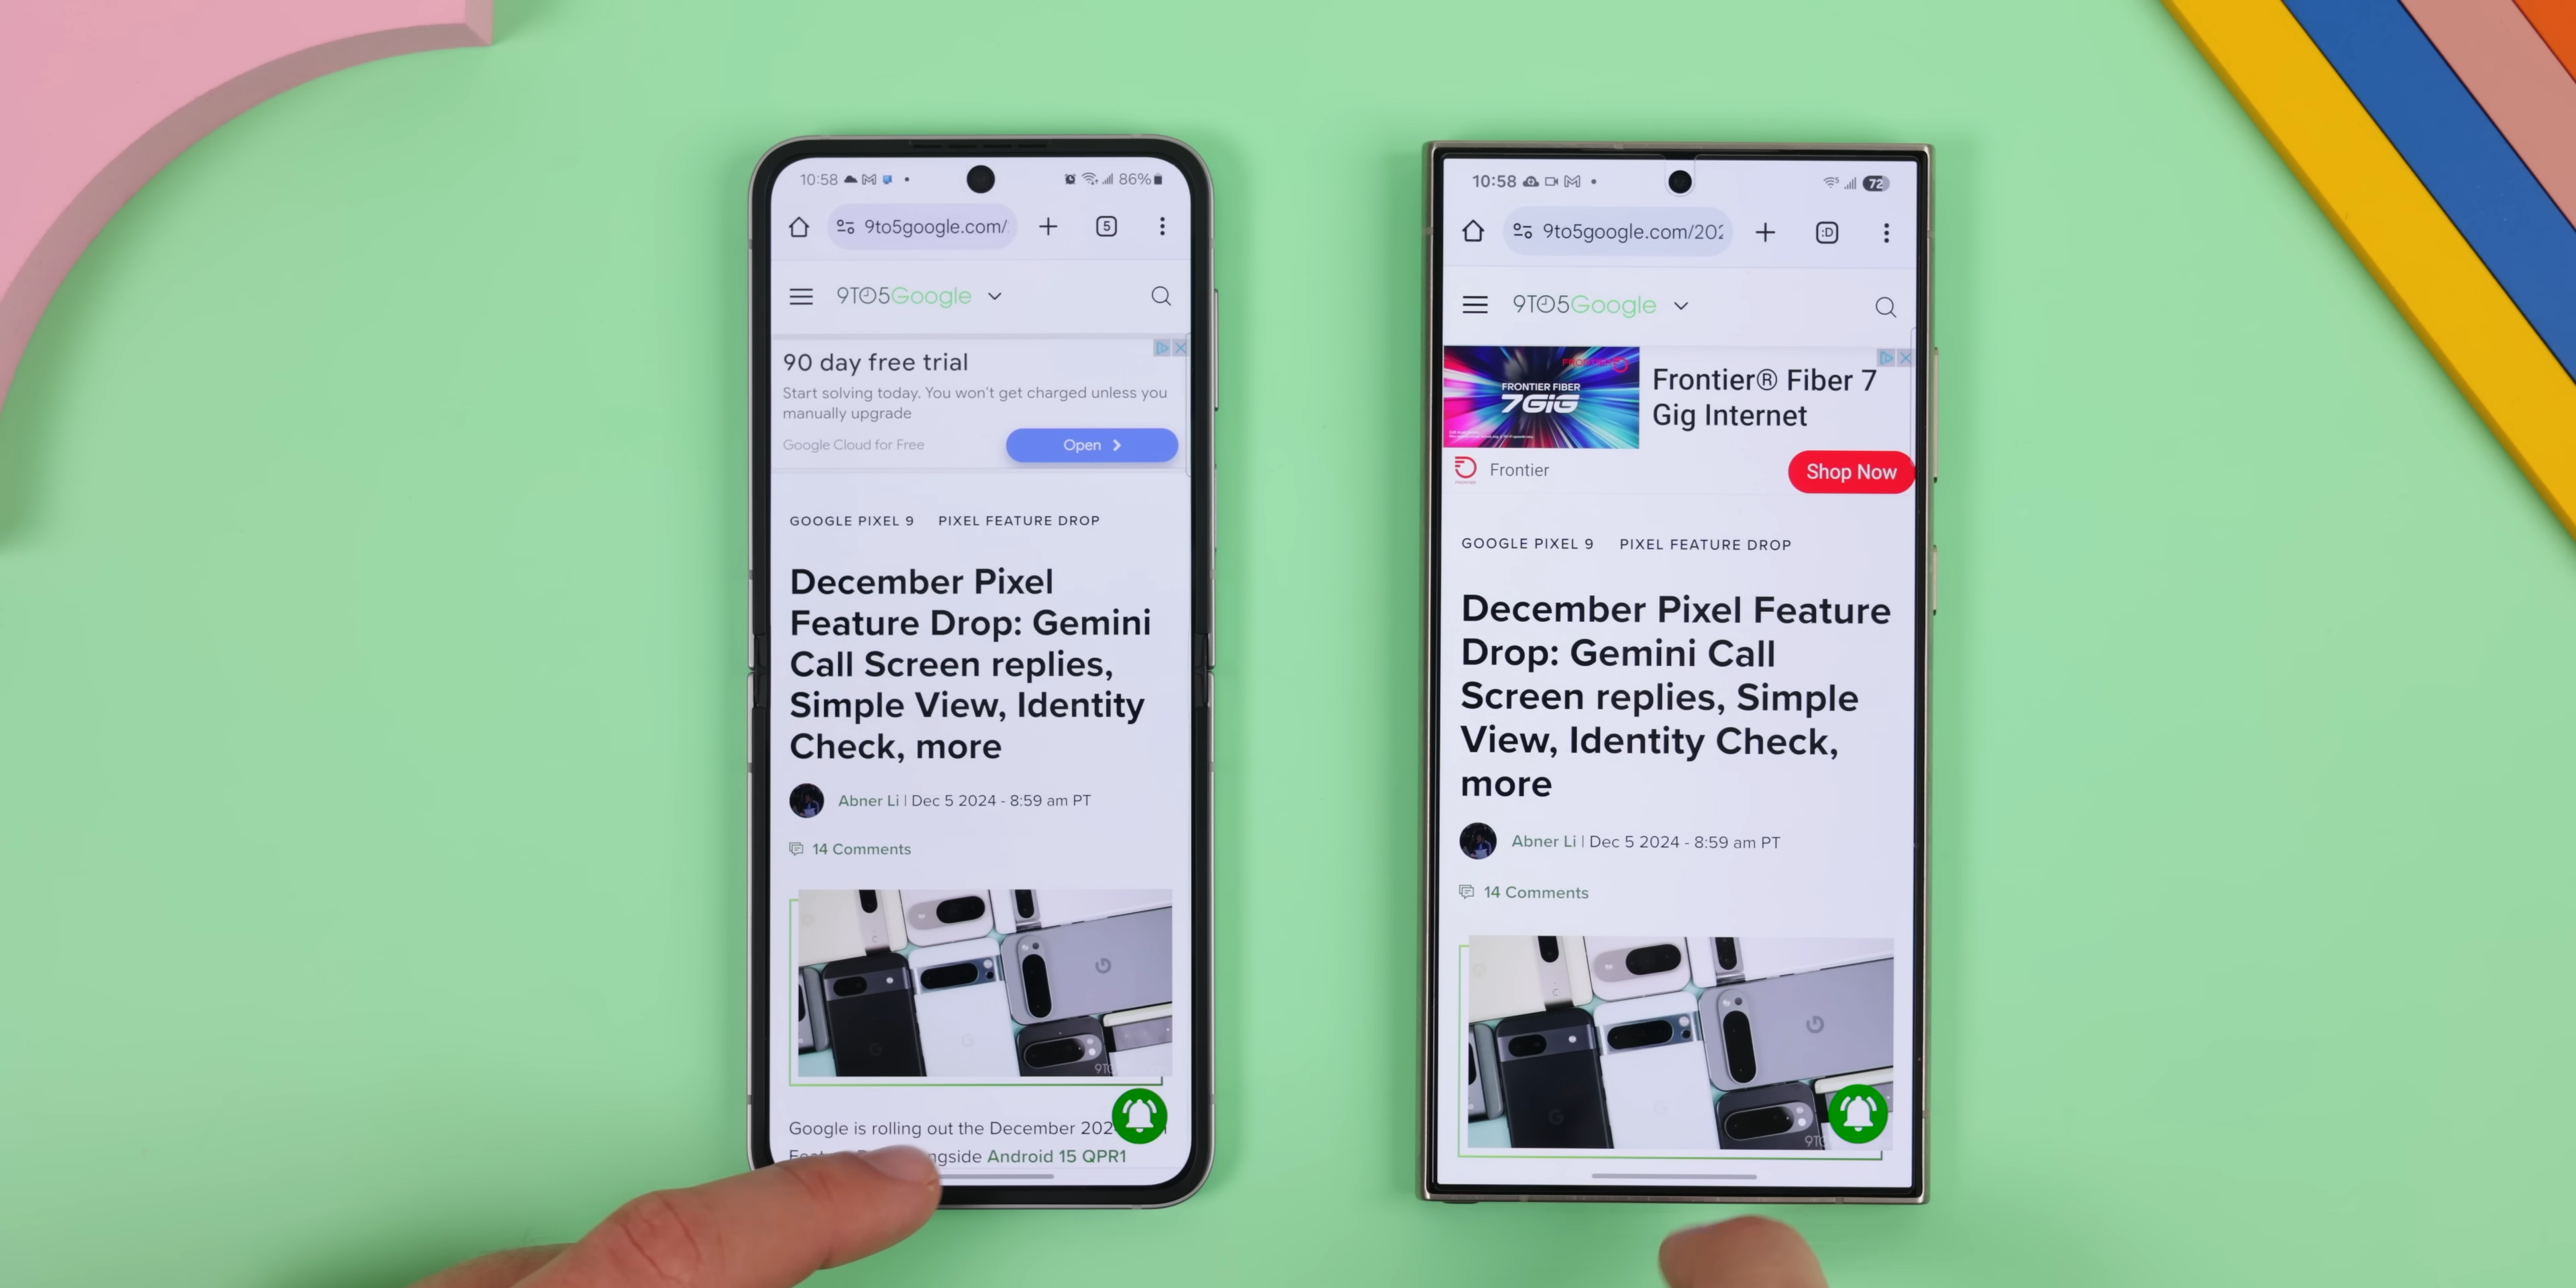 10:58
86%
9to5google.com/
5
9TO5Google
90 day free trial
Start solving today. You won't get charged unless you
manually upgrade
Google Cloud for Free
Open
GOOGLE PIXEL 9 PIXEL FEATURE DROP
December Pixel
Feature Drop: Gemini
Call Screen replies,
Simple View, Identity
Check, more
Abner Li | Dec 5 2024 - 8:59 am PT
14 Comments
9TO
Google is rolling out the December 202
Android 15 QPR1
10:58
72
9to5google.com/202
:D
9TO5Google
FRONTIER FIBER
7GIG
Frontier® Fiber 7
Gig Internet
Frontier
Shop Now
GOOGLE PIXEL 9 PIXEL FEATURE DROP
December Pixel Feature
Drop: Gemini Call
Screen replies, Simple
View, Identity Check,
more
Abner Li | Dec 5 2024 - 8:59 am PT
14 Comments
9TO